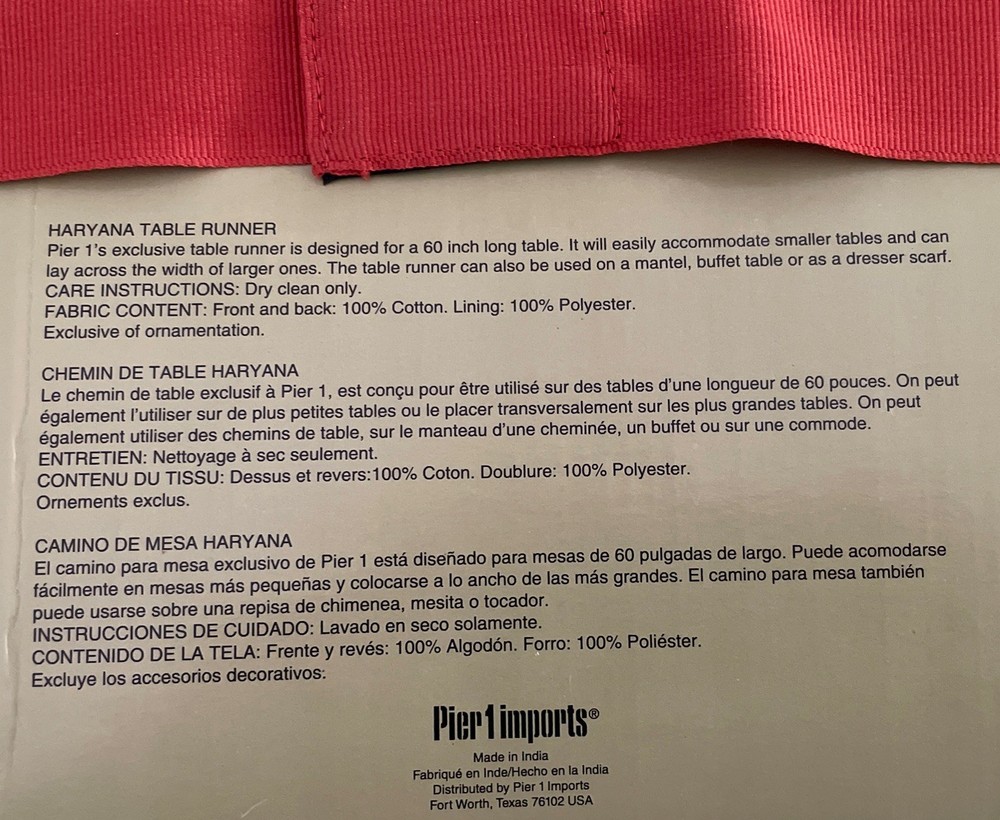 HARYANA TABLE RUNNER
Pier 1's exclusive table runner is designed for a 60 inch long table. It will easily accommodate smaller tables and can
lay across the width of larger ones. The table runner can also be used on a mantel, buffet table or as a dresser scarf.
CARE INSTRUCTIONS: Dry clean only.
FABRIC CONTENT: Front and back: 100% Cotton. Lining: 100% Polyester.
Exclusive of ornamentation.
CHEMIN DE TABLE HARYANA
Le chemin de table exclusif à Pier 1, est conçu pour être utilisé sur des tables d'une longueur de 60 pouces. On peut
également l'utiliser sur de plus petites tables ou le placer transversalement sur les plus grandes tables. On peut
également utiliser des chemins de table, sur le manteau d'une cheminée, un buffet ou sur une commode.
ENTRETIEN: Nettoyage à sec seulement.
CONTENU DU TISSU: Dessus et revers:100% Coton. Doublure: 100% Polyester.
Ornements exclus.
CAMINO DE MESA HARYANA
El camino para mesa exclusivo de Pier 1 está diseñado para mesas de 60 pulgadas de largo. Puede acomodarse
fácilmente en mesas más pequeñas y colocarse a lo ancho de las más grandes. El camino para mesa también
puede usarse sobre una repisa de chimenea, mesita o tocador.
INSTRUCCIONES DE CUIDADO: Lavado en seco solamente.
CONTENIDO DE LA TELA: Frente y revés: 100% Algodón. Forro: 100% Poliéster.
Excluye los accesorios decorativos:
Pier 1 imports®
Made in India
Fabriqué en Inde/Hecho en la India
Distributed by Pier 1 Imports
Fort Worth, Texas 76102 USA